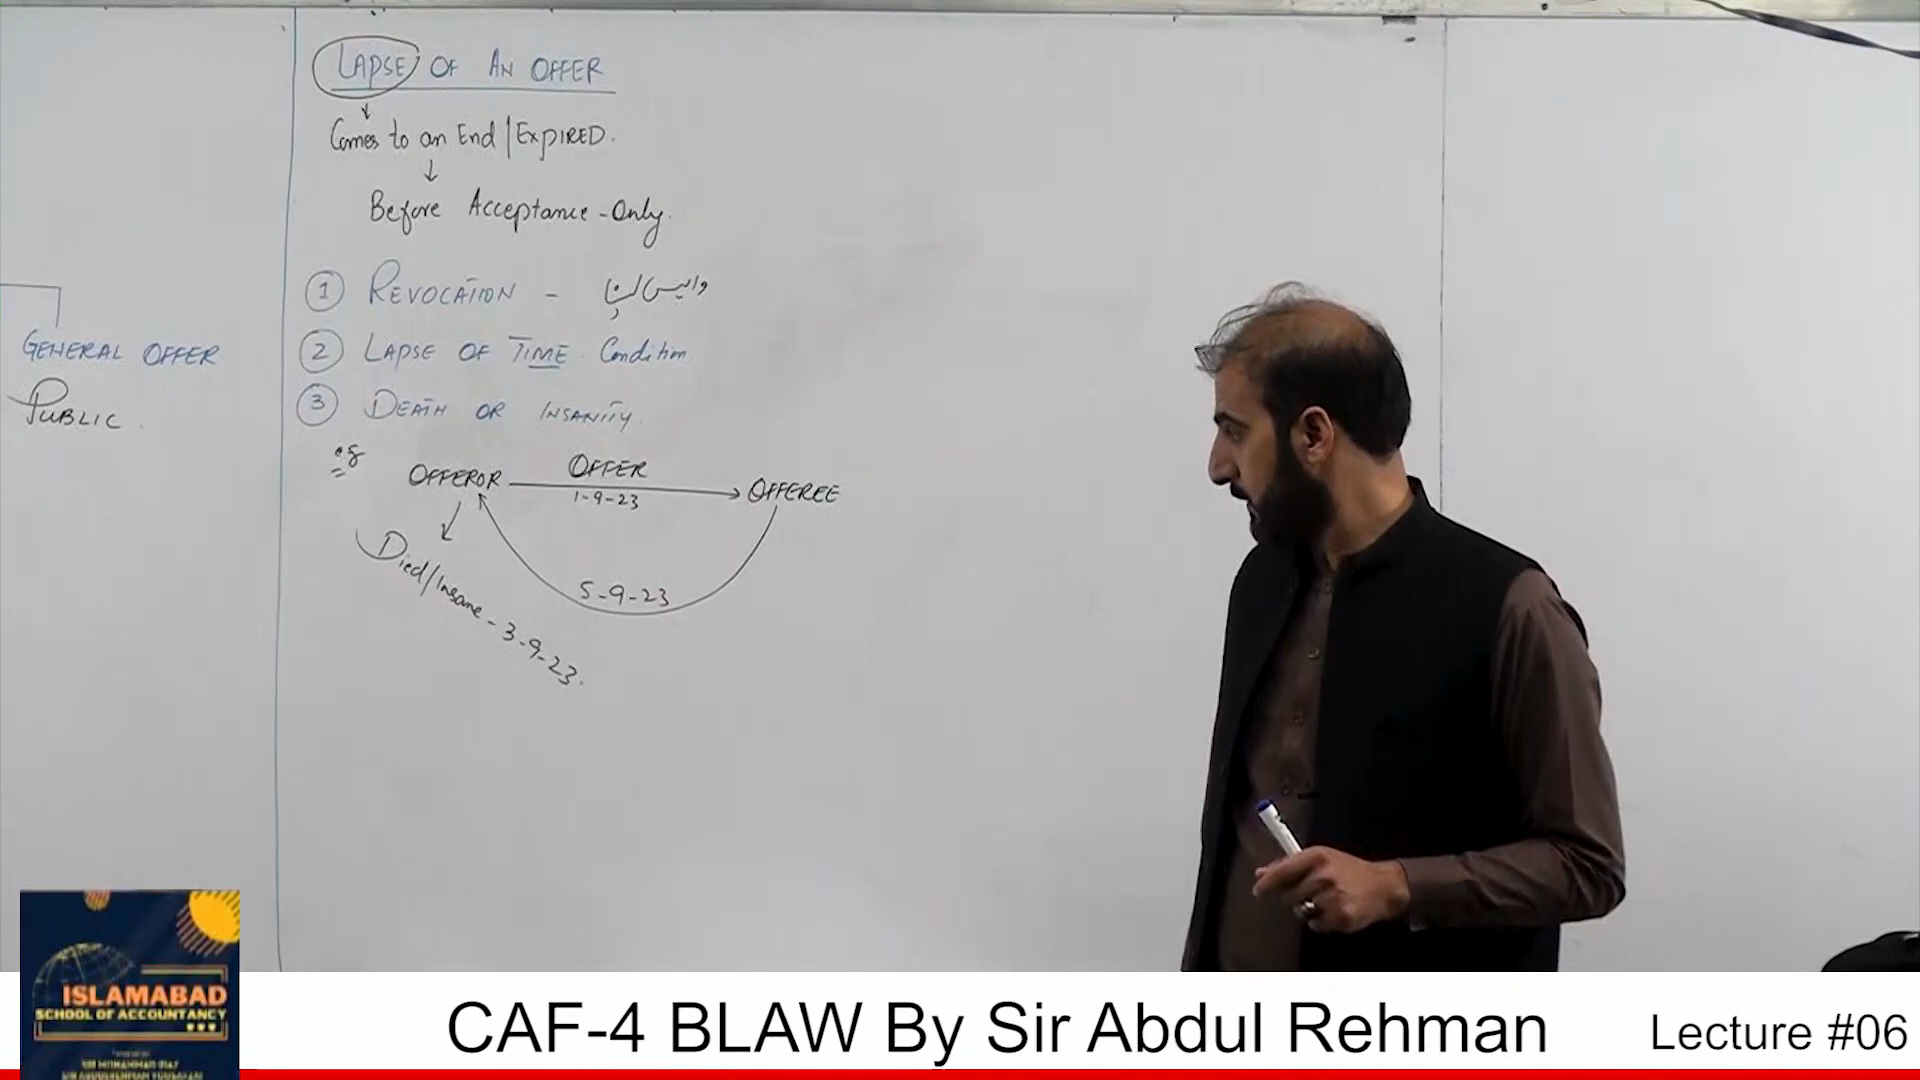 LAPSE OF AN OFFER
Comes to an End / EXPIRED.
Before Acceptance - Only.
1 REVOCATION - واپس لینا
2 LAPSE OF TIME. Condition
3 DEATH OR INSANITY.
eg
OFFEROR OFFER OFFEREE
1-9-23
Died/Insane - 3-9-23.
5-9-23
GENERAL OFFER
PUBLIC.
ISLAMABAD
SCHOOL OF ACCOUNTANCY
CAF-4 BLAW By Sir Abdul Rehman
Lecture #06